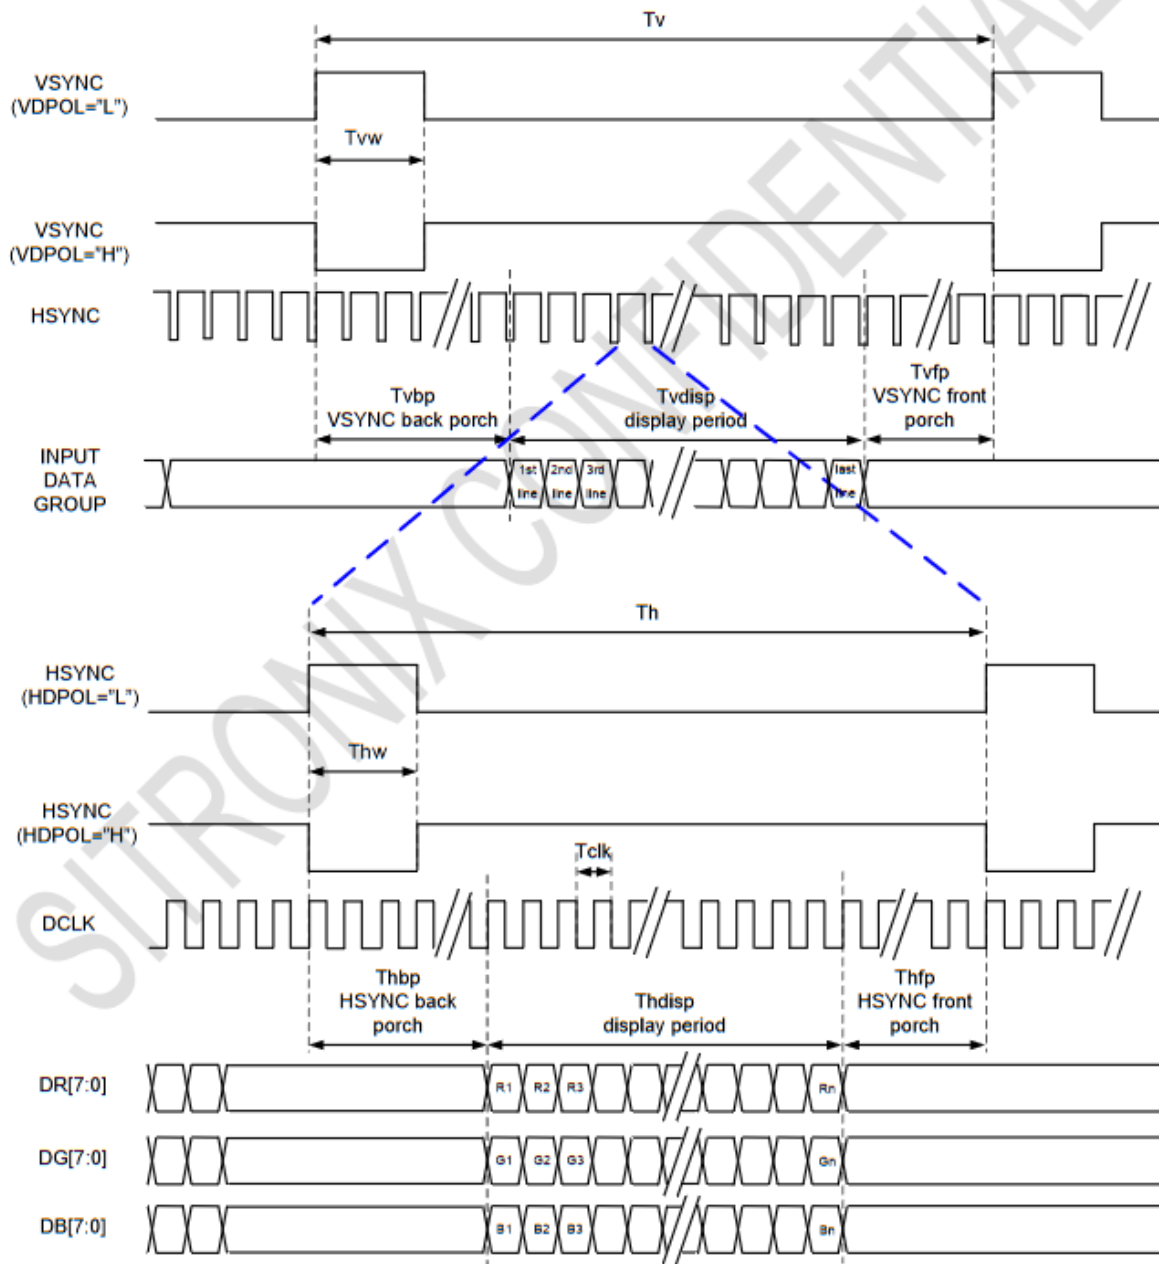 Tv
VSYNC
(VDPOL="L")
Tvw
VSYNC
(VDPOL="H")
HSYNC
Tvbp
VSYNC back porch
Tvdisp
display period
Tvfp
VSYNC front
porch
INPUT
DATA
GROUP
1st
line
2nd
line
3rd
line
last
line
Th
HSYNC
(HDPOL="L")
Thw
HSYNC
(HDPOL="H")
Tclk
DCLK
Thbp
HSYNC back
porch
Thdisp
display period
Thfp
HSYNC front
porch
DR[7:0]
R1 R2 R3 Rn
DG[7:0]
G1 G2 G3 Gn
DB[7:0]
B1 B2 B3 Bn
SITRONIX CONFIDENTIAL